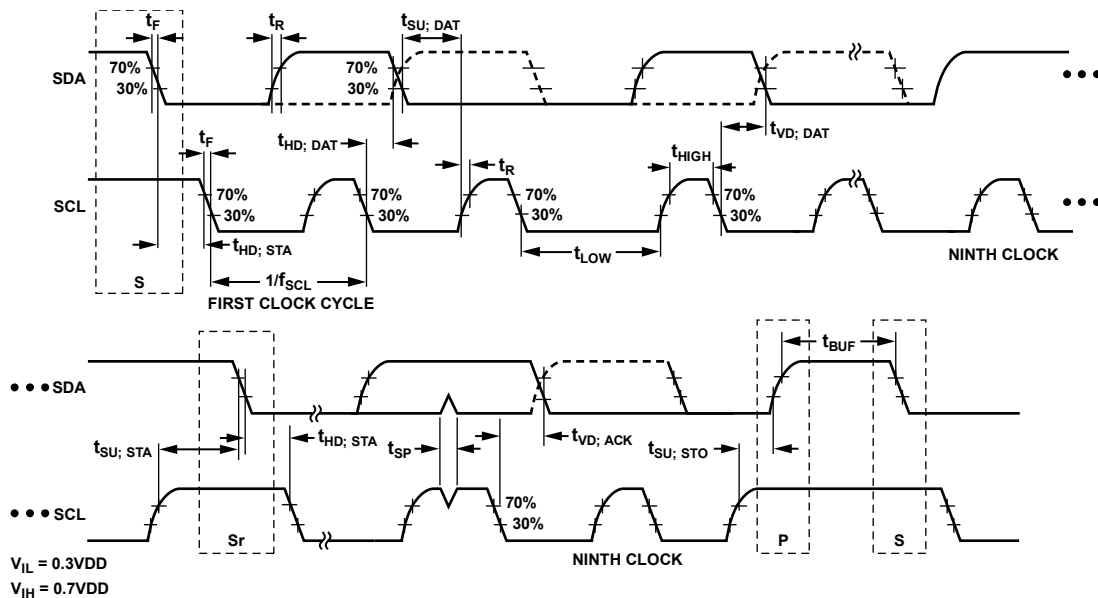 tF
tR
tSU; DAT
SDA
70%
30%
70%
30%
•••
tF
tHD; DAT
tR
tHIGH
tVD; DAT
SCL
70%
30%
70%
30%
70%
30%
70%
30%
•••
tHD; STA
tLOW
NINTH CLOCK
S
1/fSCL
FIRST CLOCK CYCLE
tBUF
•••SDA
tSU; STA
tHD; STA
tSP
tVD; ACK
tSU; STO
•••SCL
70%
30%
Sr
NINTH CLOCK
P
S
VIL = 0.3VDD
VIH = 0.7VDD